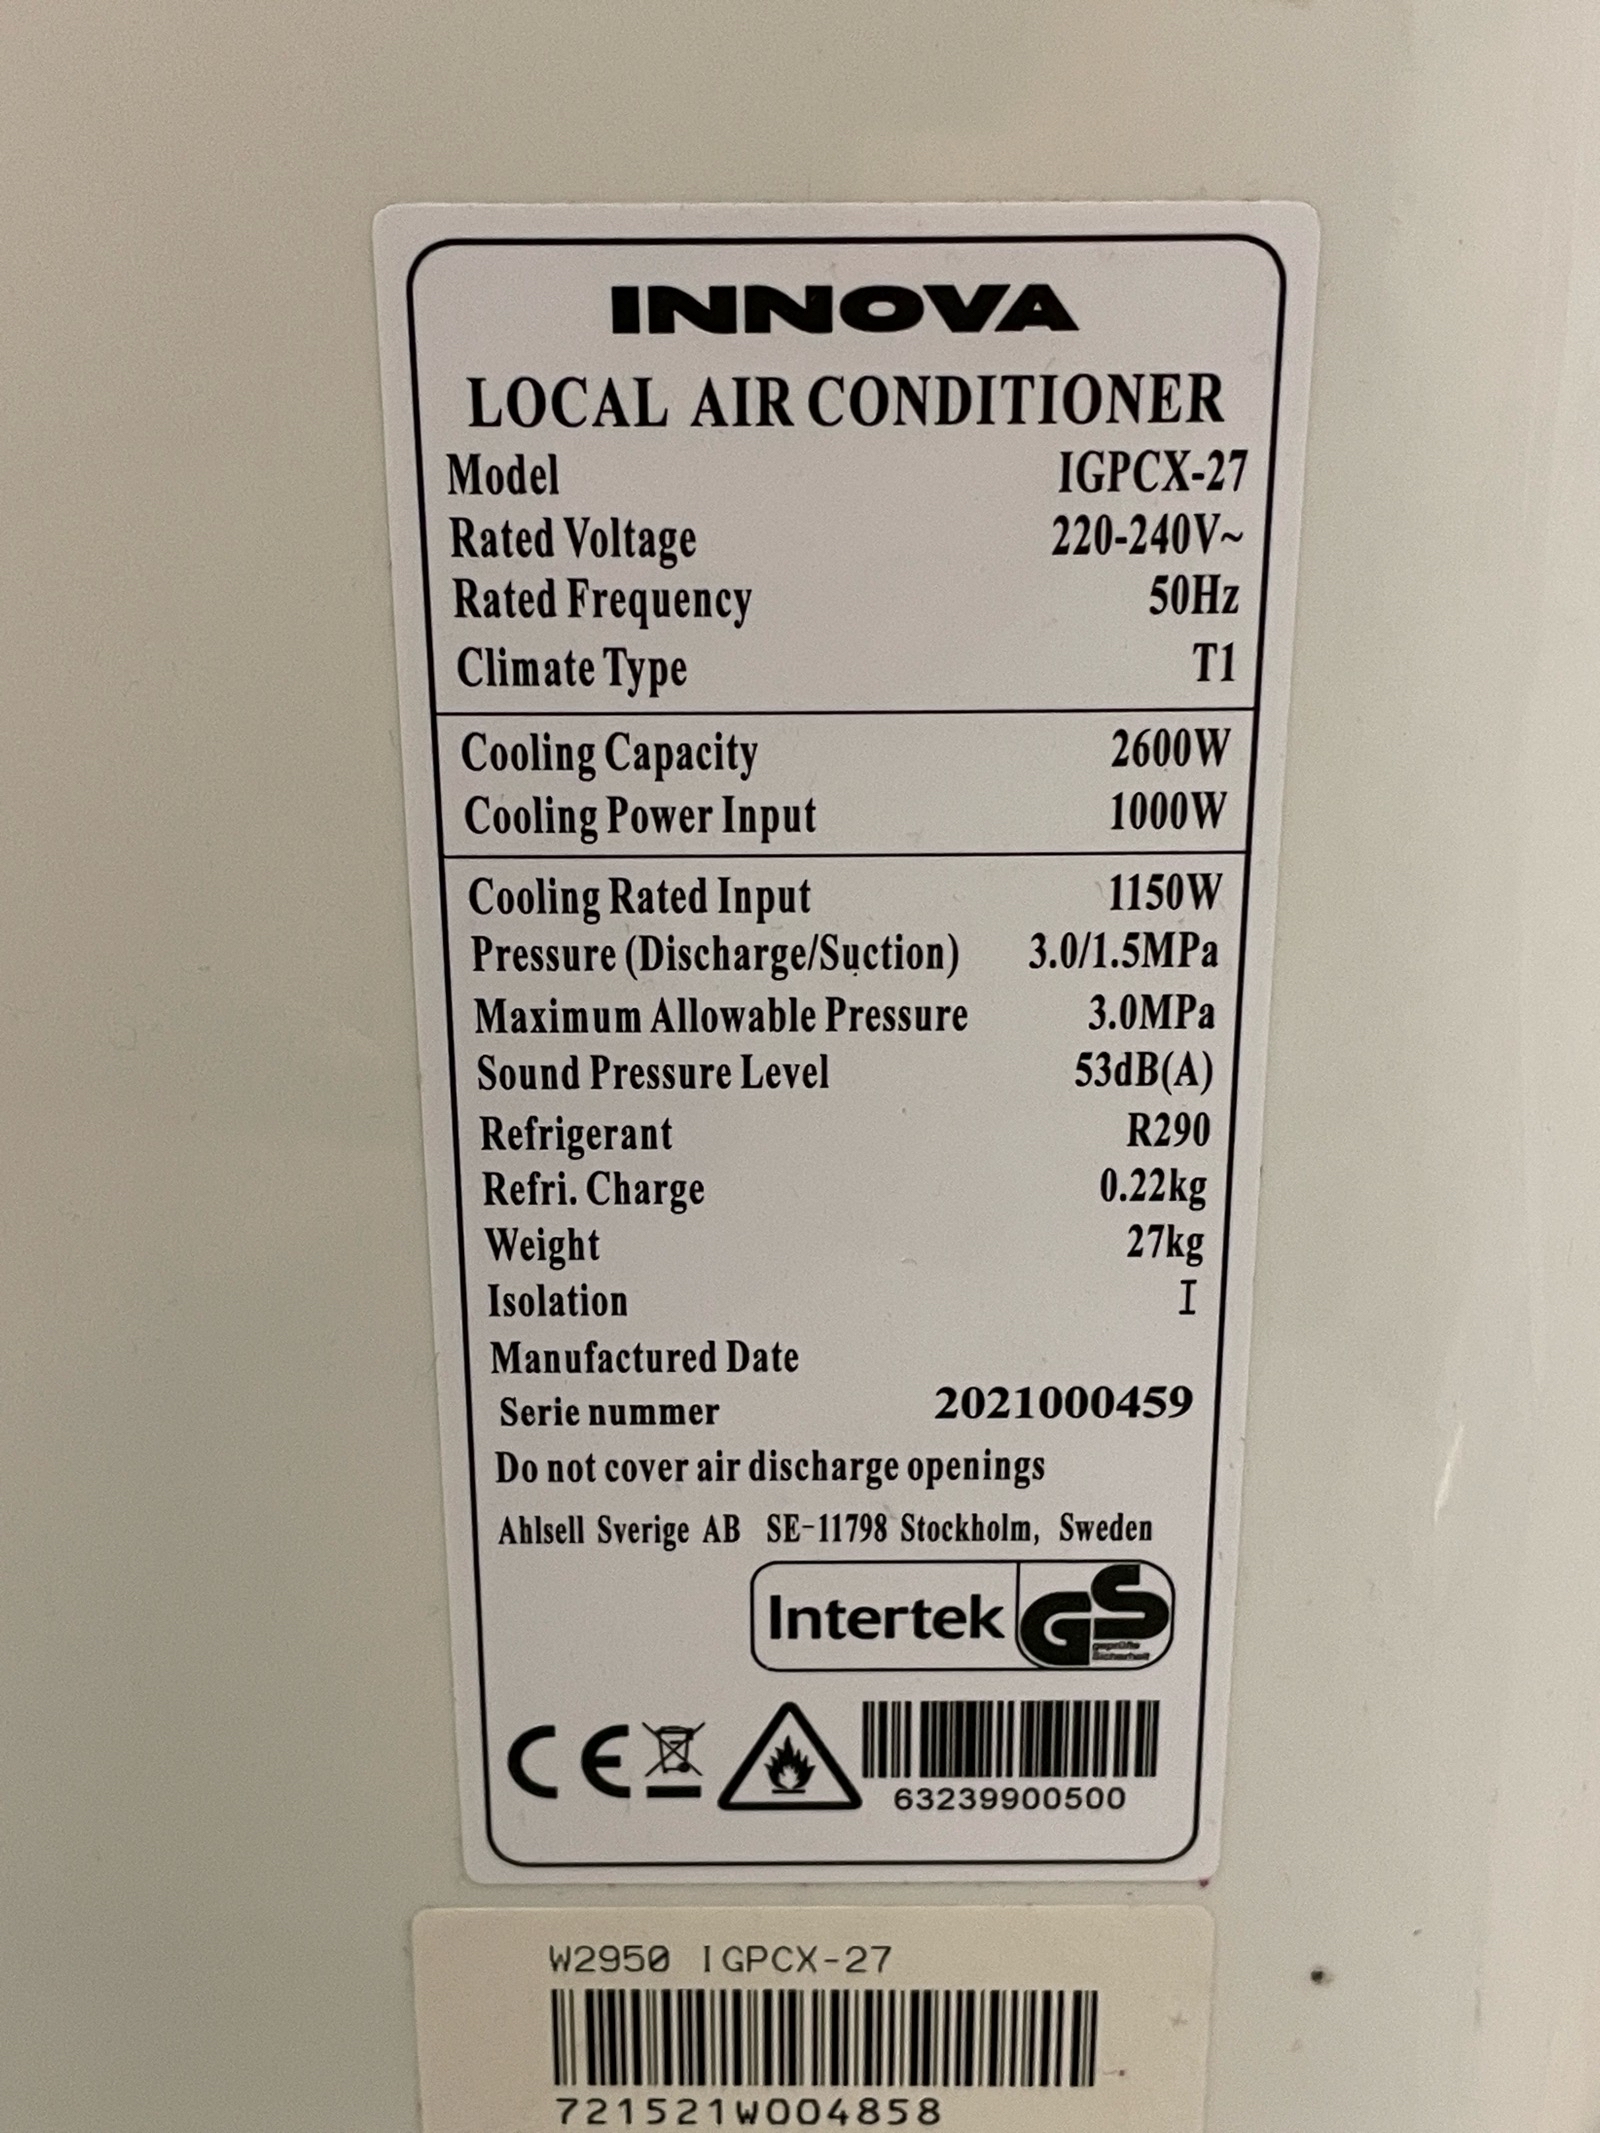 INNOVA
LOCAL AIR CONDITIONER
Model IGPCX-27
Rated Voltage 220-240V~
Rated Frequency 50Hz
Climate Type T1
Cooling Capacity 2600W
Cooling Power Input 1000W
Cooling Rated Input 1150W
Pressure (Discharge/Suction) 3.0/1.5MPa
Maximum Allowable Pressure 3.0MPa
Sound Pressure Level 53dB(A)
Refrigerant R290
Refri. Charge 0.22kg
Weight 27kg
Isolation I
Manufactured Date
Serie nummer 2021000459
Do not cover air discharge openings
Ahlsell Sverige AB SE-11798 Stockholm, Sweden
Intertek GS
geprüfte
Sicherheit
CE
63239900500
W2950 IGPCX-27
721521W004858